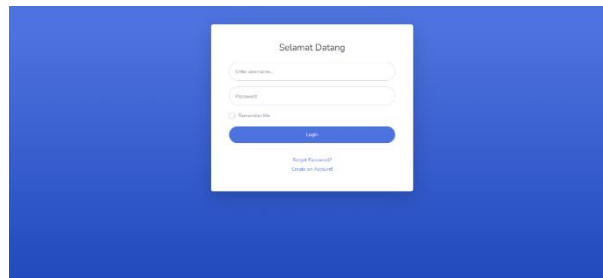 Selamat Datang
Enter username...
Password
Remember Me
Login
Forgot Password?
Create an Account!